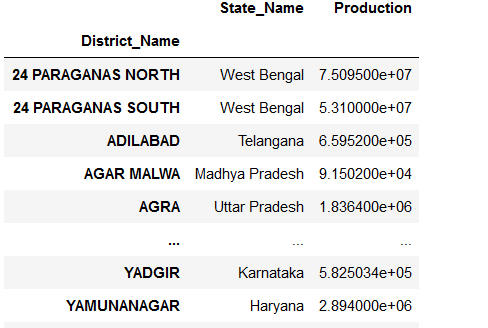 State_Name Production
District_Name
24 PARAGANAS NORTH West Bengal 7.509500e+07
24 PARAGANAS SOUTH West Bengal 5.310000e+07
ADILABAD Telangana 6.595200e+05
AGAR MALWA Madhya Pradesh 9.150200e+04
AGRA Uttar Pradesh 1.836400e+06
... ... ...
YADGIR Karnataka 5.825034e+05
YAMUNANAGAR Haryana 2.894000e+06